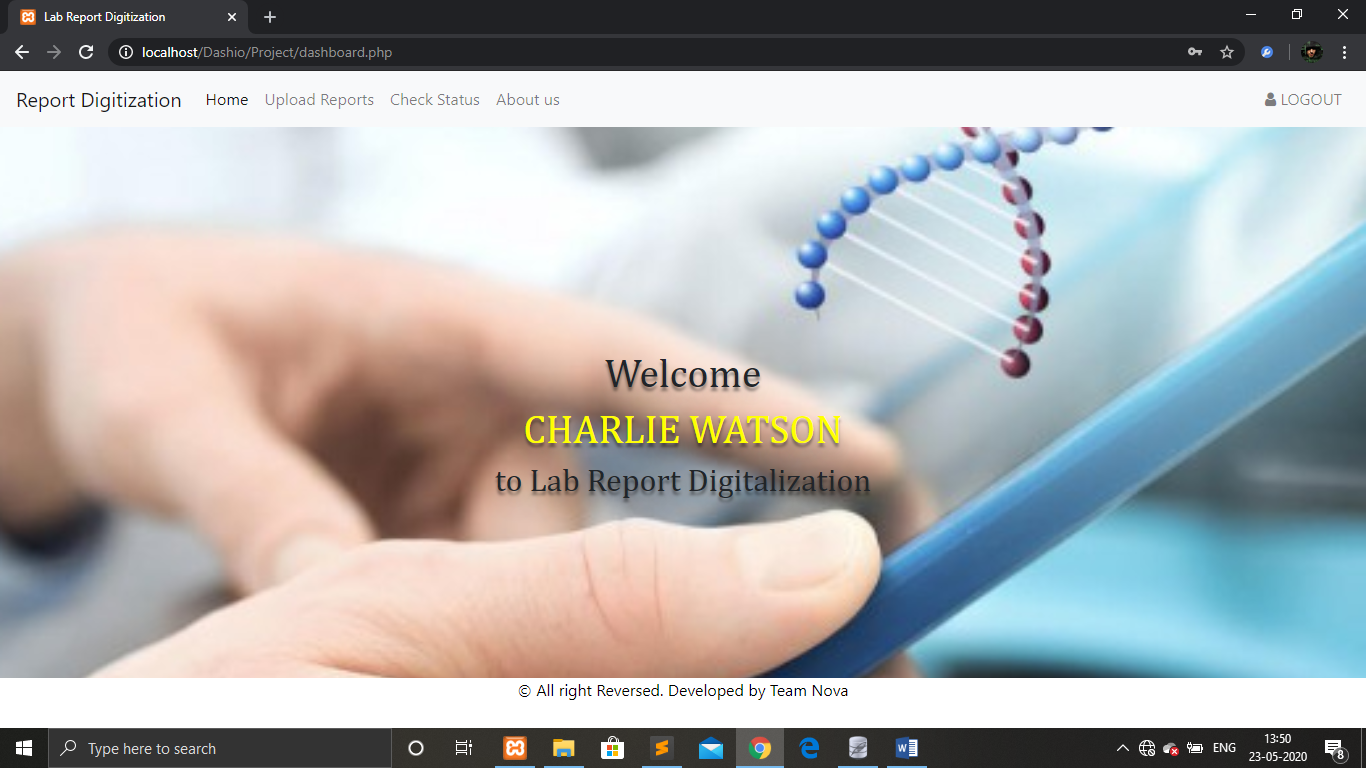 Lab Report Digitization
localhost/Dashio/Project/dashboard.php
Report Digitization Home Upload Reports Check Status About us LOGOUT
Welcome
CHARLIE WATSON
to Lab Report Digitalization
© All right Reversed. Developed by Team Nova
Type here to search
ENG
13:50
23-05-2020
8